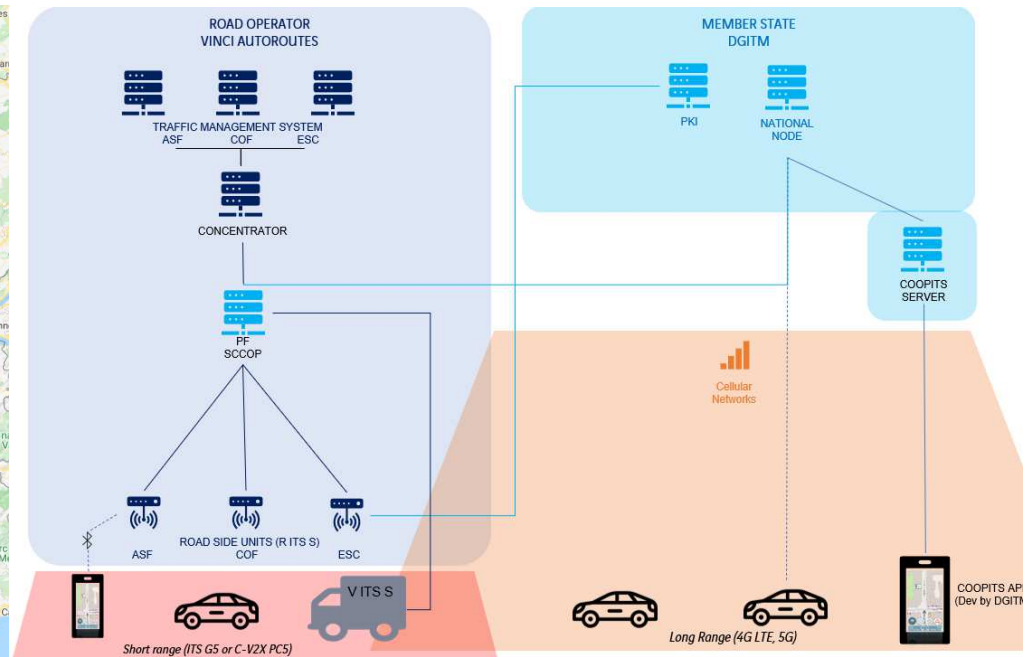 ROAD OPERATOR
VINCI AUTOROUTES
MEMBER STATE
DGITM
TRAFFIC MANAGEMENT SYSTEM
ASF COF ESC
PKI
NATIONAL
NODE
CONCENTRATOR
COOPITS
SERVER
PF
SCCOP
Cellular
Networks
ROAD SIDE UNITS (R ITS S)
ASF COF ESC
V ITS S
COOPITS AP
(Dev by DGITM
Short range (ITS G5 or C-V2X PC5)
Long Range (4G LTE, 5G)